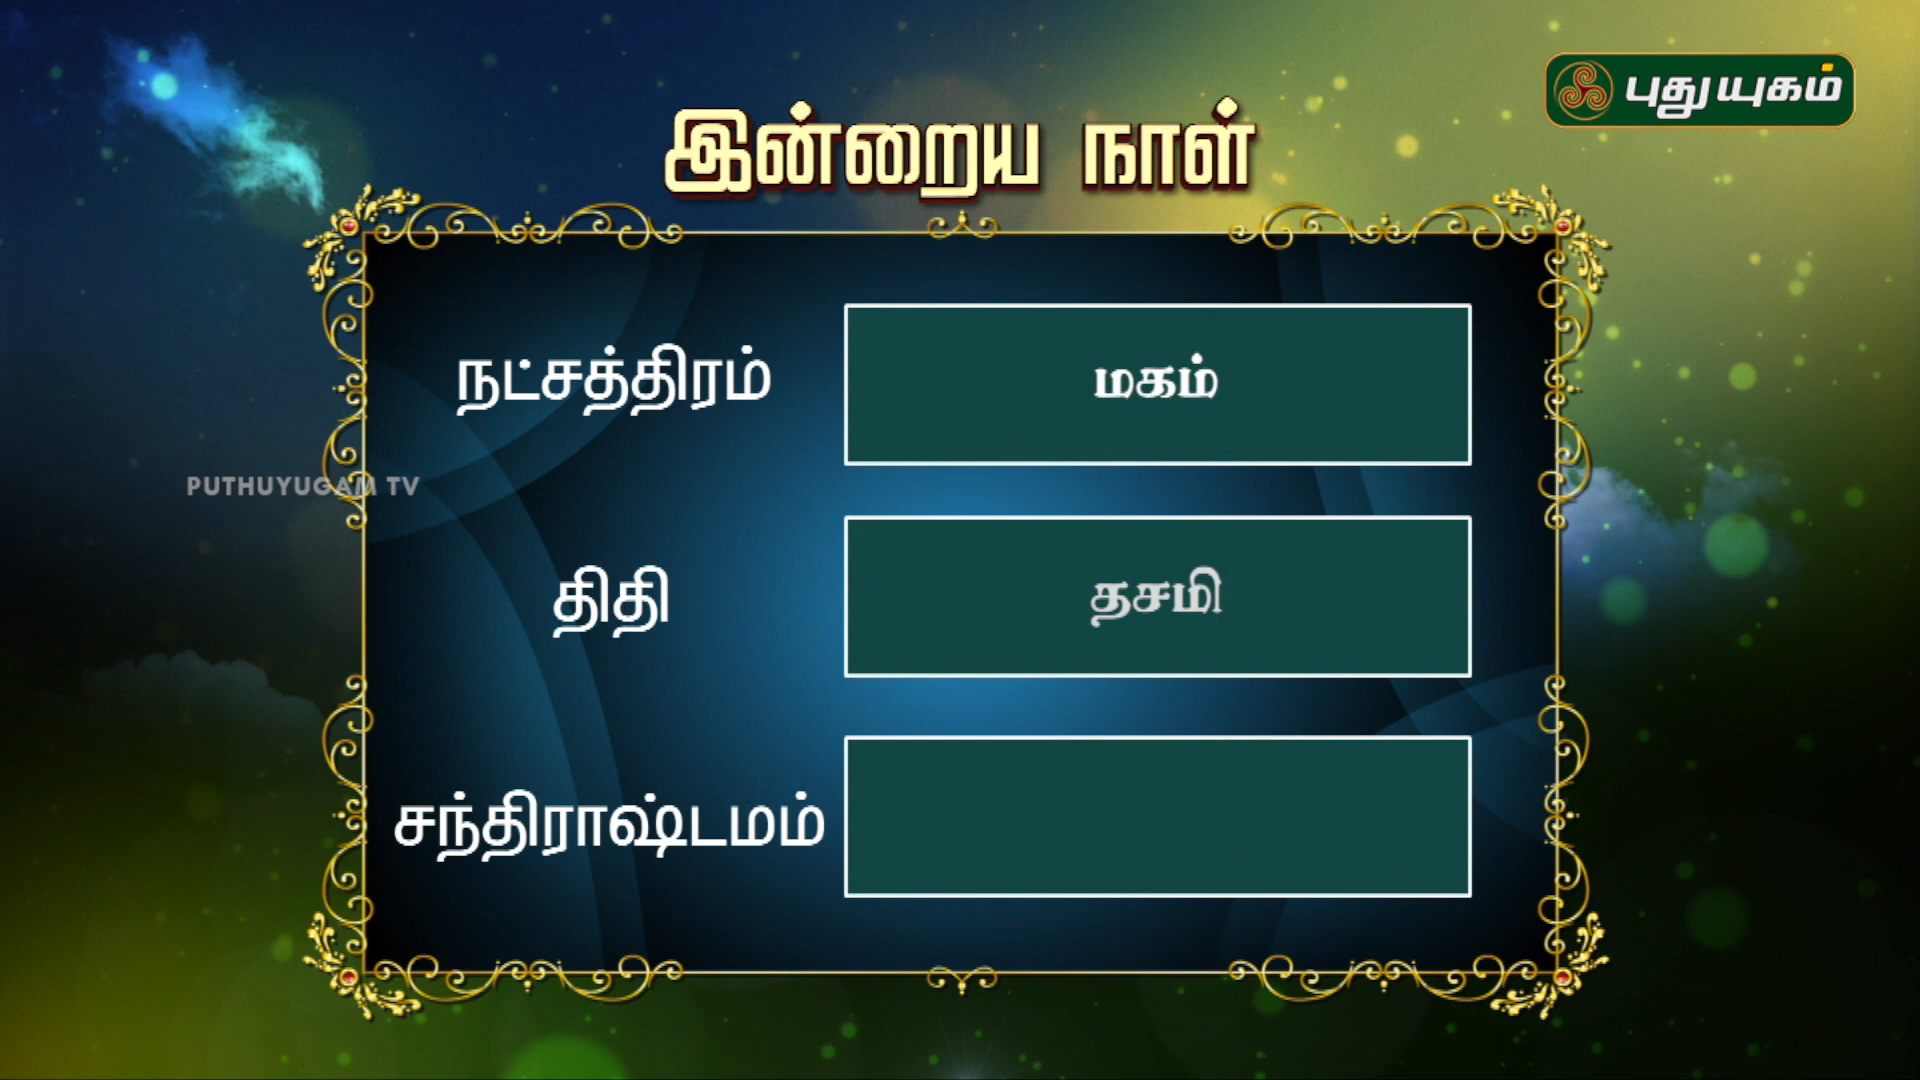 புதுயுகம்
இன்றைய நாள்
நட்சத்திரம் மகம்
PUTHUYUGAM TV
திதி தசமி
சந்திராஷ்டமம்